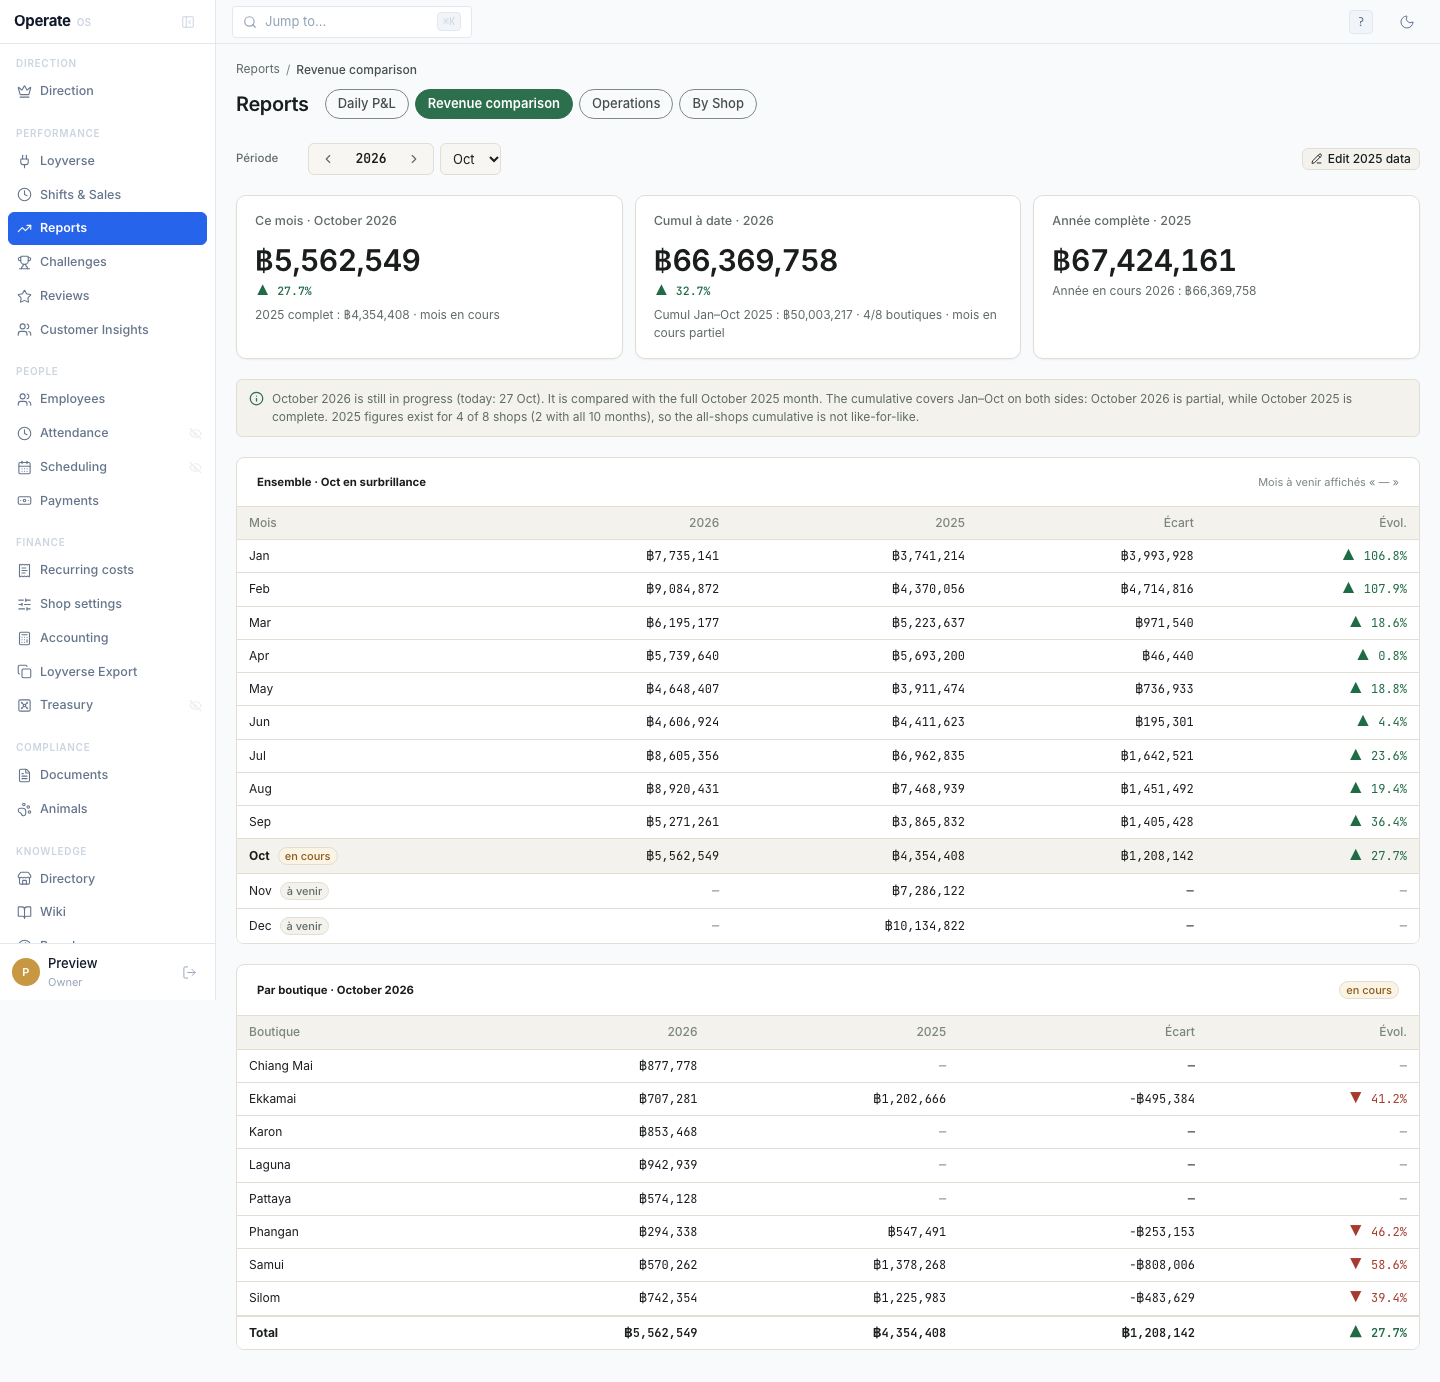 Operate OS
Jump to...
⌘K
?
DIRECTION
Direction
PERFORMANCE
Loyverse
Shifts & Sales
Reports
Challenges
Reviews
Customer Insights
PEOPLE
Employees
Attendance
Scheduling
Payments
FINANCE
Recurring costs
Shop settings
Accounting
Loyverse Export
Treasury
COMPLIANCE
Documents
Animals
KNOWLEDGE
Directory
Wiki
P
Preview
Owner
Reports / Revenue comparison
Reports
Daily P&L
Revenue comparison
Operations
By Shop
Période
2026
Oct
Edit 2025 data
Ce mois · October 2026
฿5,562,549
▲ 27.7%
2025 complet : ฿4,354,408 · mois en cours
Cumul à date · 2026
฿66,369,758
▲ 32.7%
Cumul Jan–Oct 2025 : ฿50,003,217 · 4/8 boutiques · mois en
cours partiel
Année complète · 2025
฿67,424,161
Année en cours 2026 : ฿66,369,758
October 2026 is still in progress (today: 27 Oct). It is compared with the full October 2025 month. The cumulative covers Jan–Oct on both sides: October 2026 is partial, while October 2025 is
complete. 2025 figures exist for 4 of 8 shops (2 with all 10 months), so the all-shops cumulative is not like-for-like.
Ensemble · Oct en surbrillance
Mois à venir affichés « — »
Mois 2026 2025 Écart Évol.
Jan ฿7,735,141 ฿3,741,214 ฿3,993,928 ▲ 106.8%
Feb ฿9,084,872 ฿4,370,056 ฿4,714,816 ▲ 107.9%
Mar ฿6,195,177 ฿5,223,637 ฿971,540 ▲ 18.6%
Apr ฿5,739,640 ฿5,693,200 ฿46,440 ▲ 0.8%
May ฿4,648,407 ฿3,911,474 ฿736,933 ▲ 18.8%
Jun ฿4,606,924 ฿4,411,623 ฿195,301 ▲ 4.4%
Jul ฿8,605,356 ฿6,962,835 ฿1,642,521 ▲ 23.6%
Aug ฿8,920,431 ฿7,468,939 ฿1,451,492 ▲ 19.4%
Sep ฿5,271,261 ฿3,865,832 ฿1,405,428 ▲ 36.4%
Oct en cours ฿5,562,549 ฿4,354,408 ฿1,208,142 ▲ 27.7%
Nov à venir — ฿7,286,122 — —
Dec à venir — ฿10,134,822 — —
Par boutique · October 2026
en cours
Boutique 2026 2025 Écart Évol.
Chiang Mai ฿877,778 — — —
Ekkamai ฿707,281 ฿1,202,666 -฿495,384 ▼ 41.2%
Karon ฿853,468 — — —
Laguna ฿942,939 — — —
Pattaya ฿574,128 — — —
Phangan ฿294,338 ฿547,491 -฿253,153 ▼ 46.2%
Samui ฿570,262 ฿1,378,268 -฿808,006 ▼ 58.6%
Silom ฿742,354 ฿1,225,983 -฿483,629 ▼ 39.4%
Total ฿5,562,549 ฿4,354,408 ฿1,208,142 ▲ 27.7%